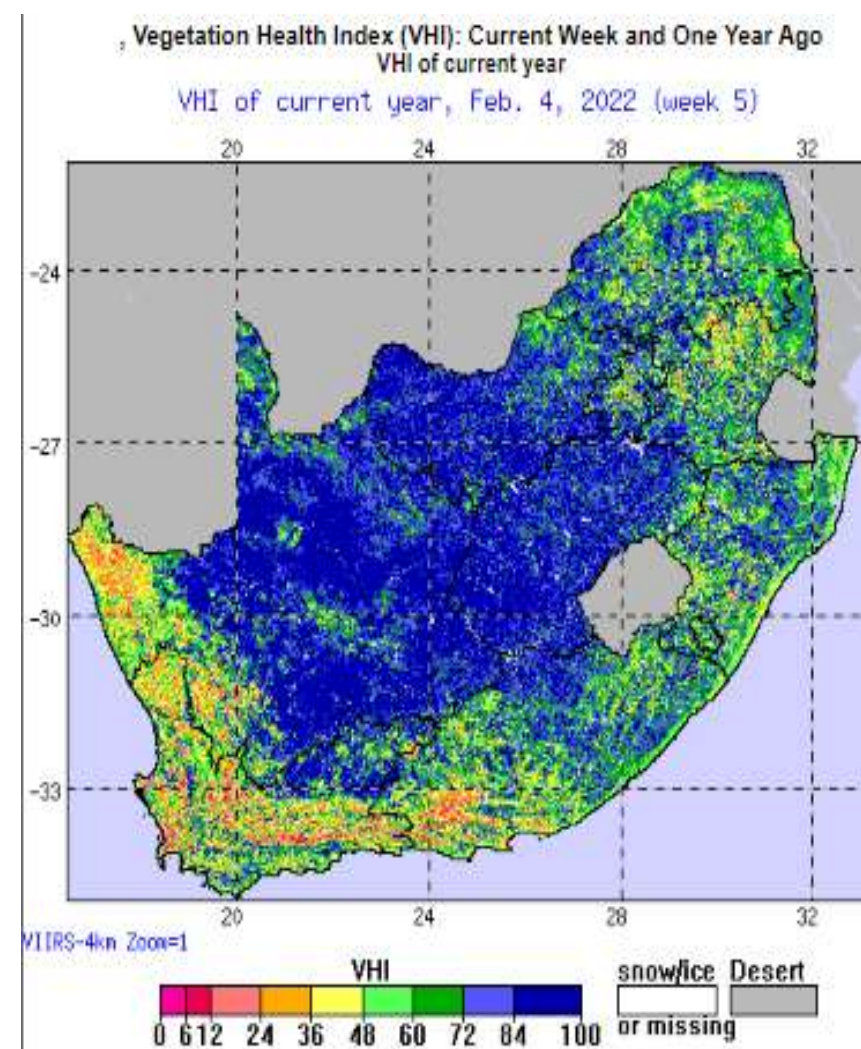 , Vegetation Health Index (VHI): Current Week and One Year Ago
VHI of current year
VHI of current year, Feb. 4, 2022 (week 5)
20 24 28 32
-24
-27
-30
-33
20 24 28 32
VIIRS-4km Zoom=1
VHI snow/ice Desert
0 6 12 24 36 48 60 72 84 100 or missing